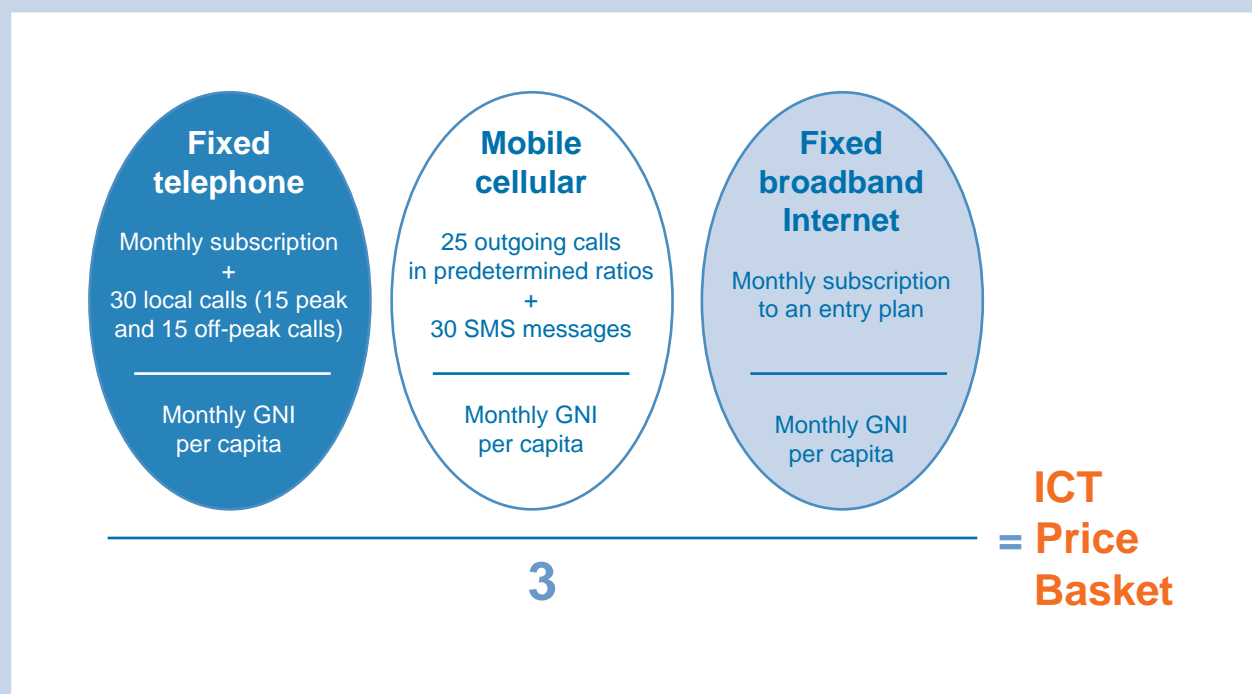 Fixed
telephone
Monthly subscription
+
30 local calls (15 peak
and 15 off-peak calls)
Monthly GNI
per capita
Mobile
cellular
25 outgoing calls
in predetermined ratios
+
30 SMS messages
Monthly GNI
per capita
Fixed
broadband
Internet
Monthly subscription
to an entry plan
Monthly GNI
per capita
3
=
ICT
Price
Basket